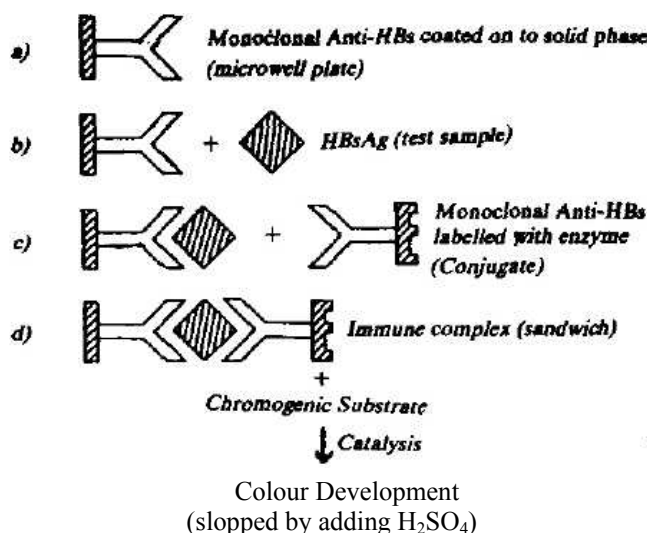 a) Monoclonal Anti-HBs coated on to solid phase
(microwell plate)
b) + HBsAg (test sample)
c) + Monoclonal Anti-HBs
labelled with enzyme
(Conjugate)
d) Immune complex (sandwich)
+
Chromogenic Substrate
Catalysis
Colour Development
(slopped by adding H₂SO₄)